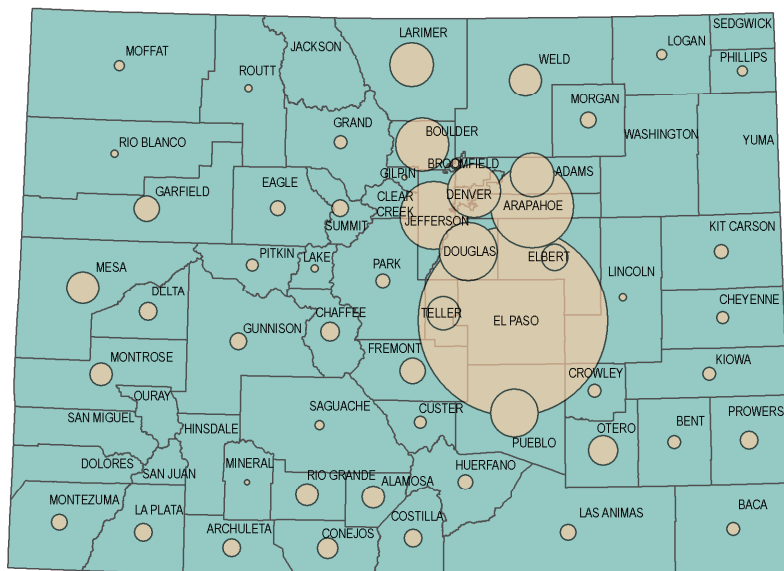 SEDGWICK
LARIMER
LOGAN
JACKSON
MOFFAT
WELD
PHILLIPS
ROUTT
MORGAN
GRAND
BOULDER
WASHINGTON
YUMA
RIO BLANCO
BROOMFIELD
GILPIN
ADAMS
EAGLE
GARFIELD
CLEAR
CREEK
DENVER
ARAPAHOE
SUMMIT
JEFFERSON
KIT CARSON
PITKIN
LAKE
DOUGLAS
ELBERT
MESA
PARK
LINCOLN
DELTA
CHEYENNE
CHAFFEE
TELLER
EL PASO
GUNNISON
FREMONT
MONTROSE
KIOWA
CROWLEY
OURAY
SAGUACHE
CUSTER
SAN MIGUEL
PROWERS
HINSDALE
BENT
OTERO
PUEBLO
DOLORES
MINERAL
HUERFANO
SAN JUAN
RIO GRANDE
ALAMOSA
MONTEZUMA
BACA
LA PLATA
LAS ANIMAS
COSTILLA
ARCHULETA
CONEJOS